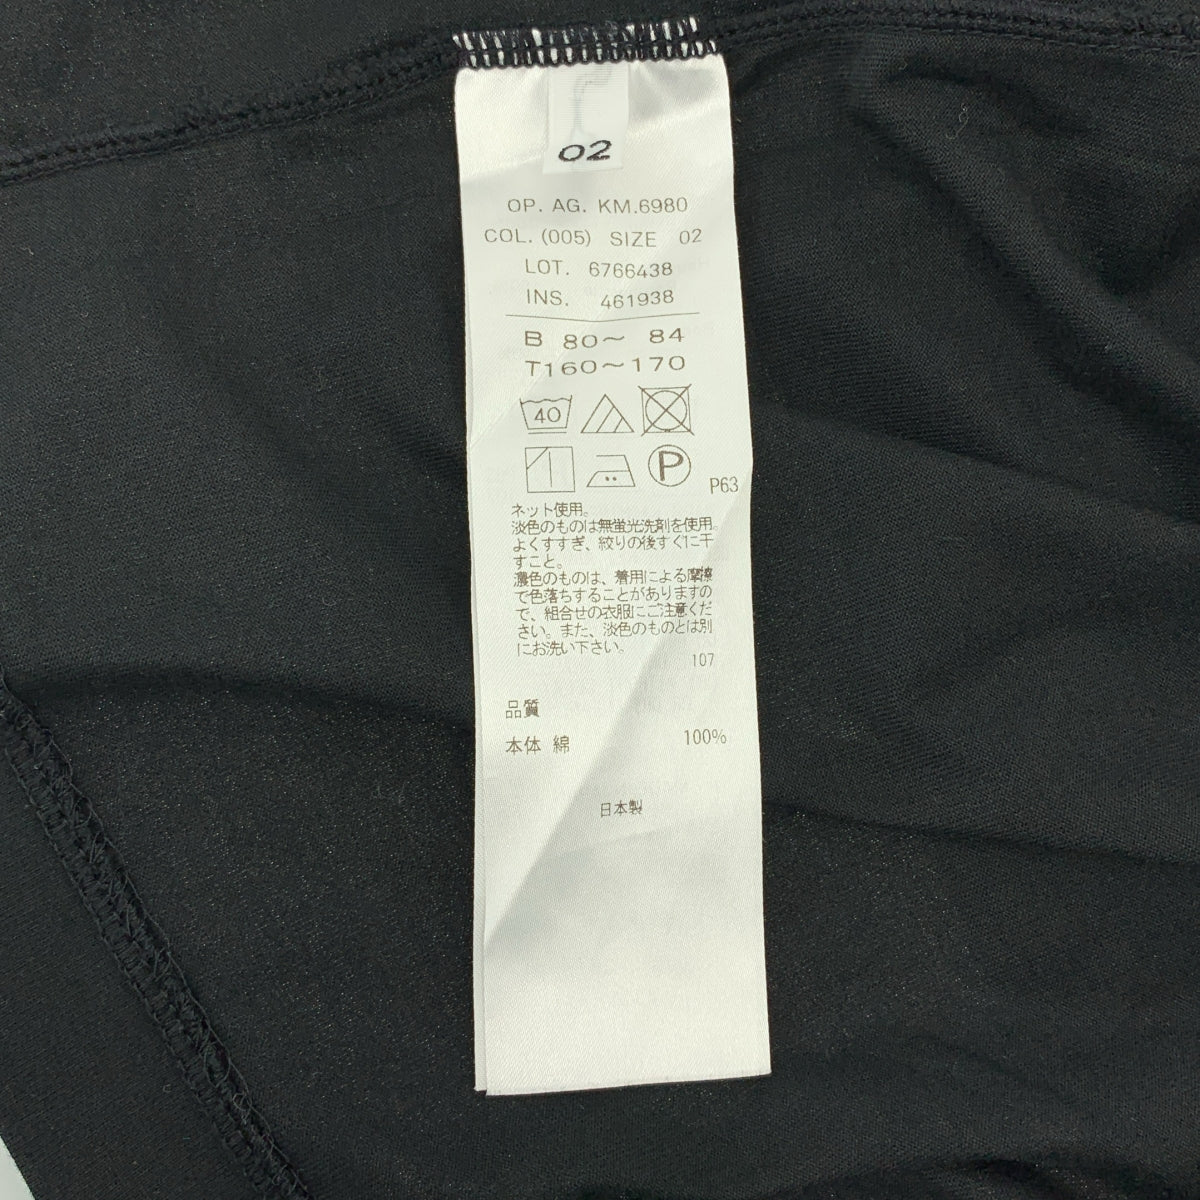 02
OP. AG. KM.6980
COL. (005) SIZE 02
LOT. 6766438
INS. 461938
B 80～ 84
T160～170
40
P
P63
ネット使用。
淡色のものは無蛍光洗剤を使用。
よくすすぎ、絞りの後すぐに干
すこと。
濃色のものは、着用による摩擦
で色落ちすることがありますの
で、組合せの衣服にご注意くだ
さい。また、淡色のものとは別
にお洗い下さい。
107
品質
本体 綿 100%
日本製